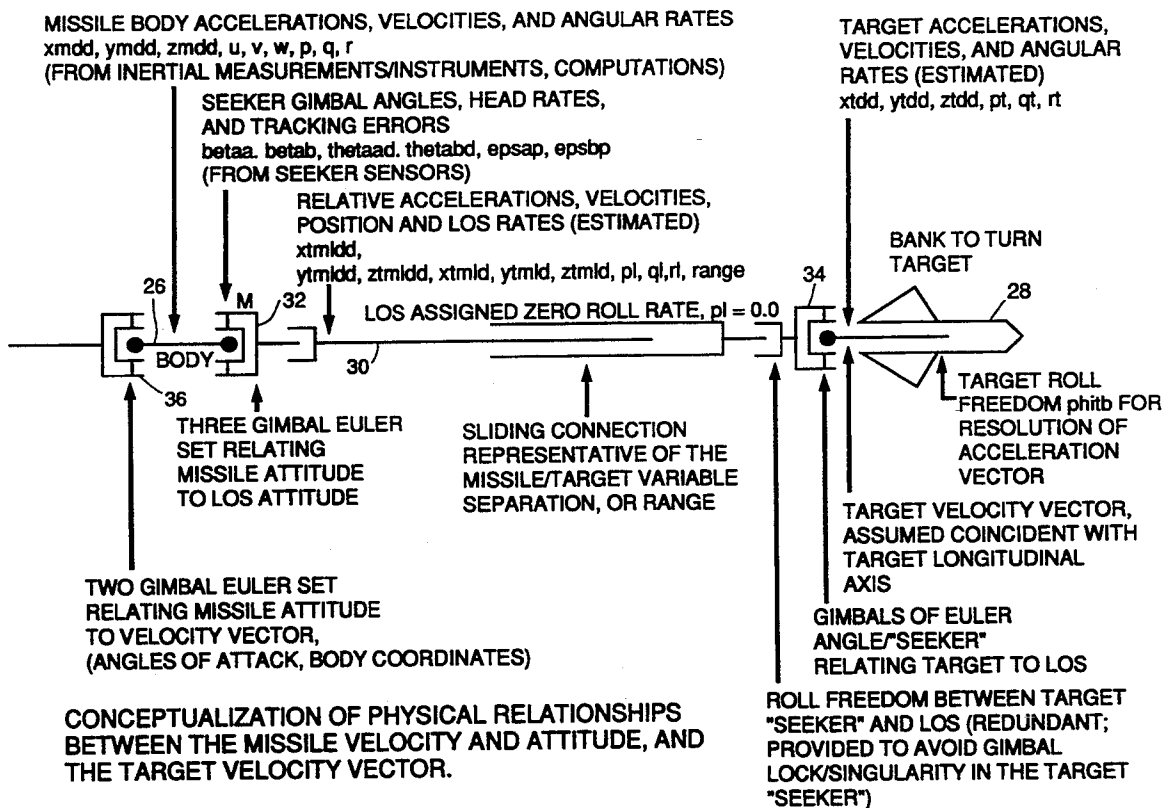 MISSILE BODY ACCELERATIONS, VELOCITIES, AND ANGULAR RATES
xmdd, ymdd, zmdd, u, v, w, p, q, r
(FROM INERTIAL MEASUREMENTS/INSTRUMENTS, COMPUTATIONS)
SEEKER GIMBAL ANGLES, HEAD RATES,
AND TRACKING ERRORS
betaa. betab, thetaad. thetabd, epsap, epsbp
(FROM SEEKER SENSORS)
RELATIVE ACCELERATIONS, VELOCITIES,
POSITION AND LOS RATES (ESTIMATED)
xtmldd,
ytmldd, ztmldd, xtmld, ytmld, ztmld, pl, ql,rl, range
TARGET ACCELERATIONS,
VELOCITIES, AND ANGULAR
RATES (ESTIMATED)
xtdd, ytdd, ztdd, pt, qt, rt
BANK TO TURN
TARGET
26
M
32
LOS ASSIGNED ZERO ROLL RATE, pl = 0.0
34
28
BODY
30
36
THREE GIMBAL EULER
SET RELATING
MISSILE ATTITUDE
TO LOS ATTITUDE
SLIDING CONNECTION
REPRESENTATIVE OF THE
MISSILE/TARGET VARIABLE
SEPARATION, OR RANGE
TARGET ROLL
FREEDOM phitb FOR
RESOLUTION OF
ACCELERATION
VECTOR
TARGET VELOCITY VECTOR,
ASSUMED COINCIDENT WITH
TARGET LONGITUDINAL
AXIS
TWO GIMBAL EULER SET
RELATING MISSILE ATTITUDE
TO VELOCITY VECTOR,
(ANGLES OF ATTACK, BODY COORDINATES)
GIMBALS OF EULER
ANGLE/"SEEKER"
RELATING TARGET TO LOS
ROLL FREEDOM BETWEEN TARGET
"SEEKER" AND LOS (REDUNDANT;
PROVIDED TO AVOID GIMBAL
LOCK/SINGULARITY IN THE TARGET
"SEEKER")
CONCEPTUALIZATION OF PHYSICAL RELATIONSHIPS
BETWEEN THE MISSILE VELOCITY AND ATTITUDE, AND
THE TARGET VELOCITY VECTOR.